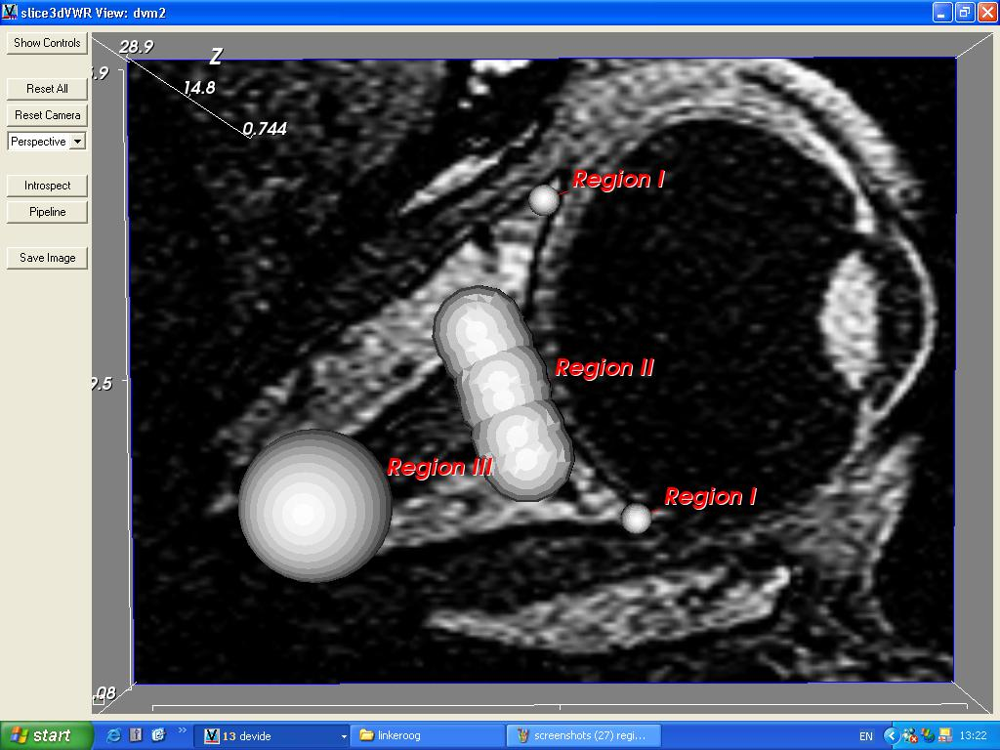 slice3dVWR View: dvm2
Show Controls
Reset All
Reset Camera
Perspective
Introspect
Pipeline
Save Image
28.9
Z
14.8
0.744
5.9
9.5
.08
Region I
Region II
Region III
Region I
start
»
13 devide
linkeroog
screenshots (27) regi...
EN
13:22